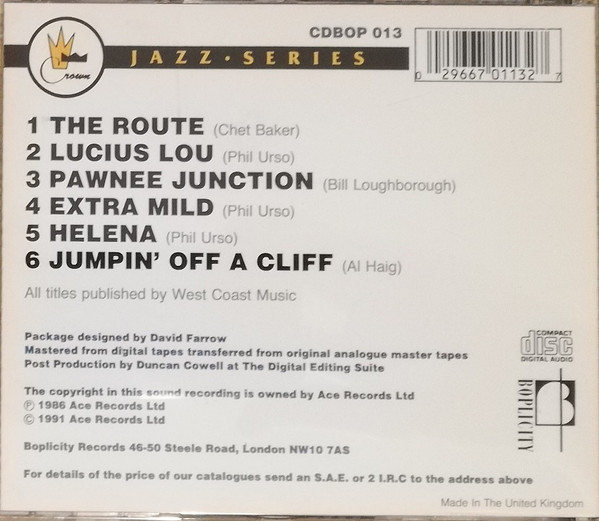 CDBOP 013
Crown
JAZZ·SERIES
0 29667 01132 7
1 THE ROUTE (Chet Baker)
2 LUCIUS LOU (Phil Urso)
3 PAWNEE JUNCTION (Bill Loughborough)
4 EXTRA MILD (Phil Urso)
5 HELENA (Phil Urso)
6 JUMPIN' OFF A CLIFF (Al Haig)
All titles published by West Coast Music
Package designed by David Farrow
Mastered from digital tapes transferred from original analogue master tapes
Post Production by Duncan Cowell at The Digital Editing Suite
COMPACT
disc
DIGITAL AUDIO
The copyright in this sound recording is owned by Ace Records Ltd
℗ 1986 Ace Records Ltd
© 1991 Ace Records Ltd
BOPLICITY
Boplicity Records 46-50 Steele Road, London NW10 7AS
For details of the price of our catalogues send an S.A.E. or 2 I.R.C to the address above
Made In The United Kingdom